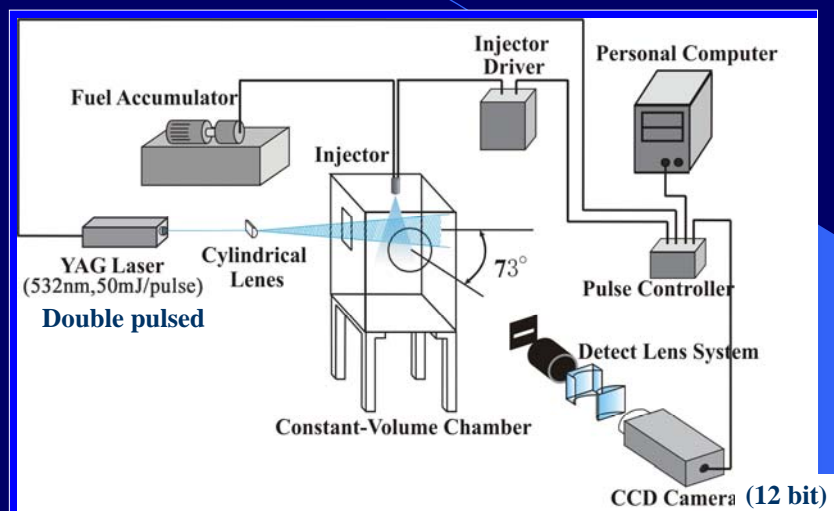 Injector
Driver
Personal Computer
Fuel Accumulator
Injector
YAG Laser
(532nm,50mJ/pulse)
Double pulsed
Cylindrical
Lenes
73°
Pulse Controller
Detect Lens System
Constant-Volume Chamber
CCD Camera (12 bit)